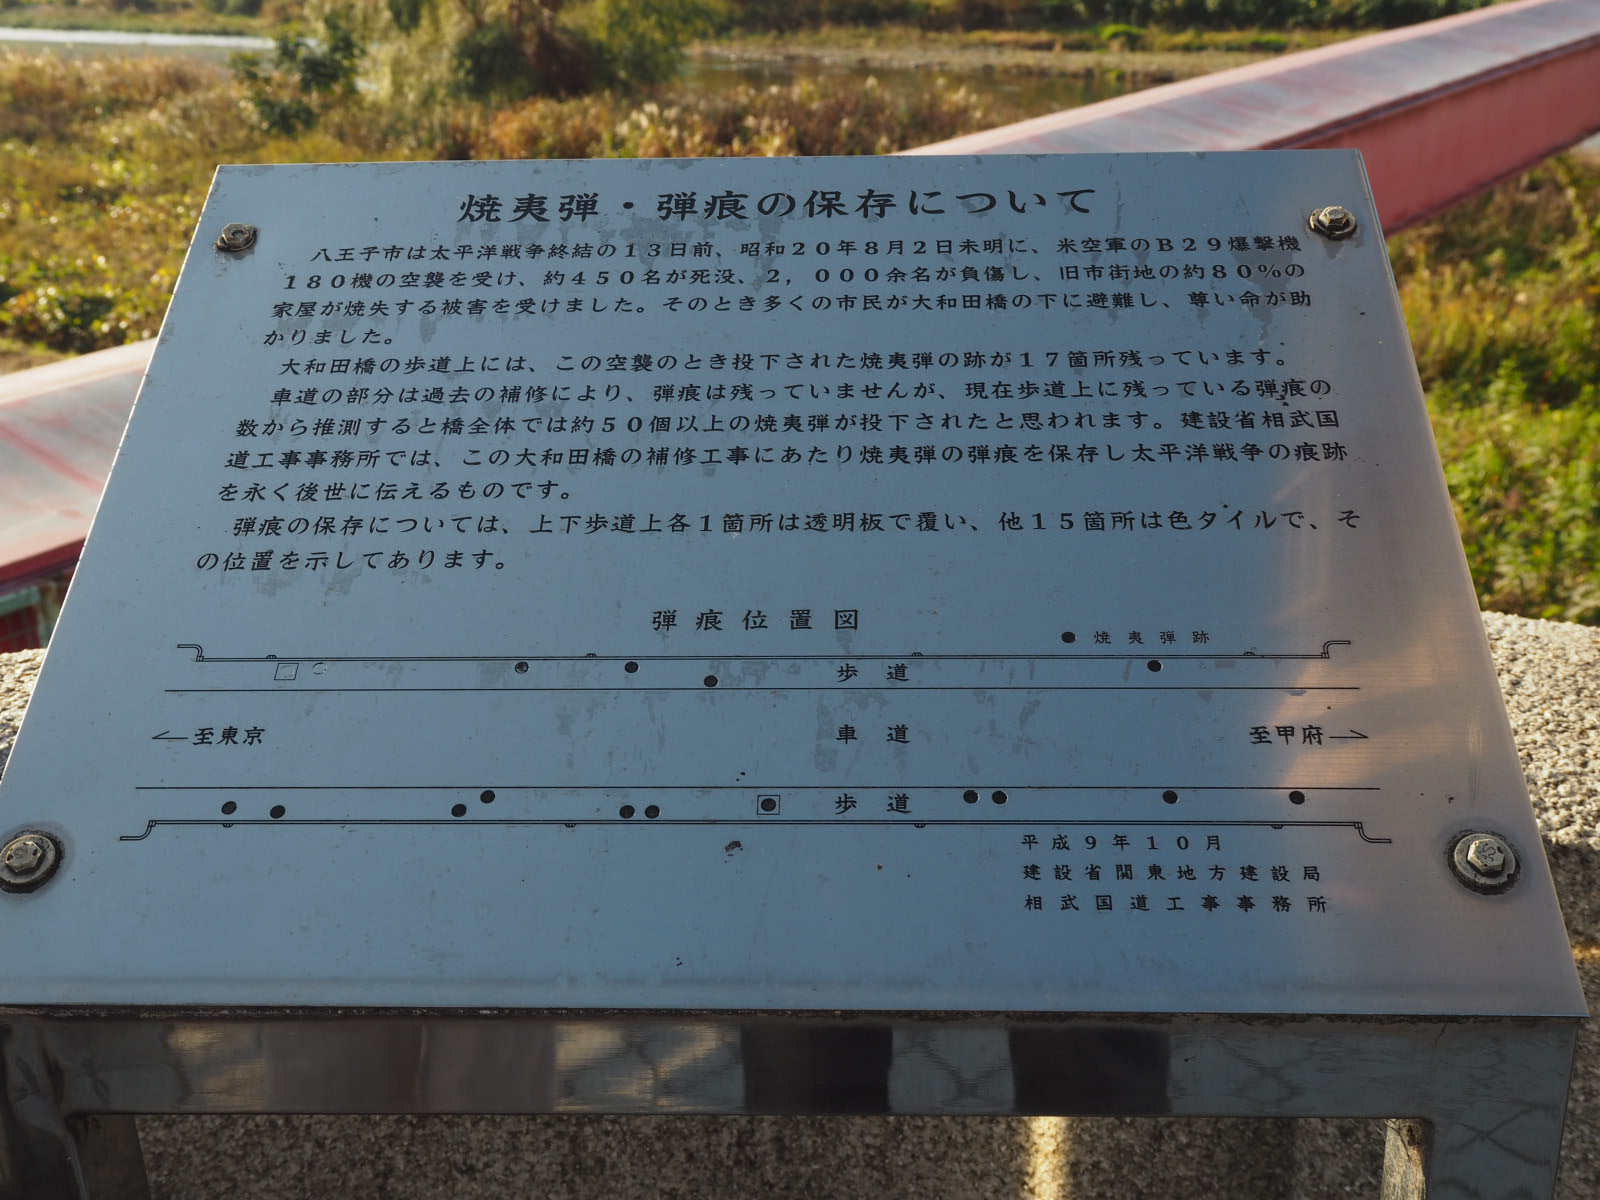 焼夷弾・弾痕の保存について
八王子市は太平洋戦争終結の13日前、昭和20年8月2日未明に、米空軍のB29爆撃機
180機の空襲を受け、約450名が死没、2，000余名が負傷し、旧市街地の約80％の
家屋が焼失する被害を受けました。そのとき多くの市民が大和田橋の下に避難し、尊い命が助
かりました。
大和田橋の歩道上には、この空襲のとき投下された焼夷弾の跡が17箇所残っています。
車道の部分は過去の補修により、弾痕は残っていませんが、現在歩道上に残っている弾痕の
数から推測すると橋全体では約50個以上の焼夷弾が投下されたと思われます。建設省相武国
道工事事務所では、この大和田橋の補修工事にあたり焼夷弾の弾痕を保存し太平洋戦争の痕跡
を永く後世に伝えるものです。
弾痕の保存については、上下歩道上各1箇所は透明板で覆い、他15箇所は色タイルで、そ
の位置を示してあります。
弾痕位置図
●焼夷弾跡
歩道
←至東京
車道
至甲府→
歩道
平成9年10月
建設省関東地方建設局
相武国道工事事務所